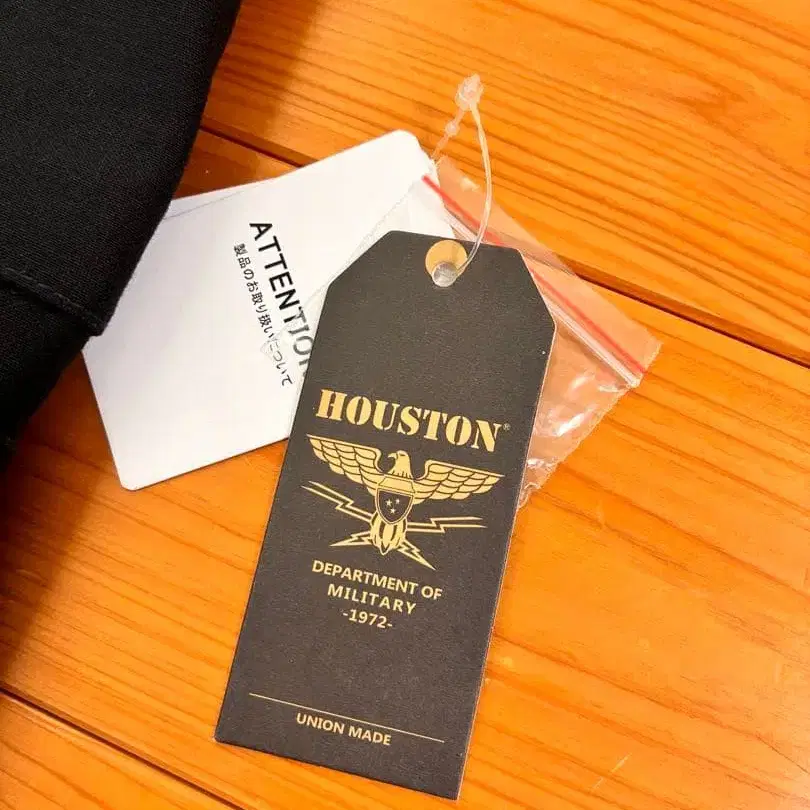 ATTENTION
製品のお取り扱いについて
HOUSTON®
DEPARTMENT OF
MILITARY
-1972-
UNION MADE